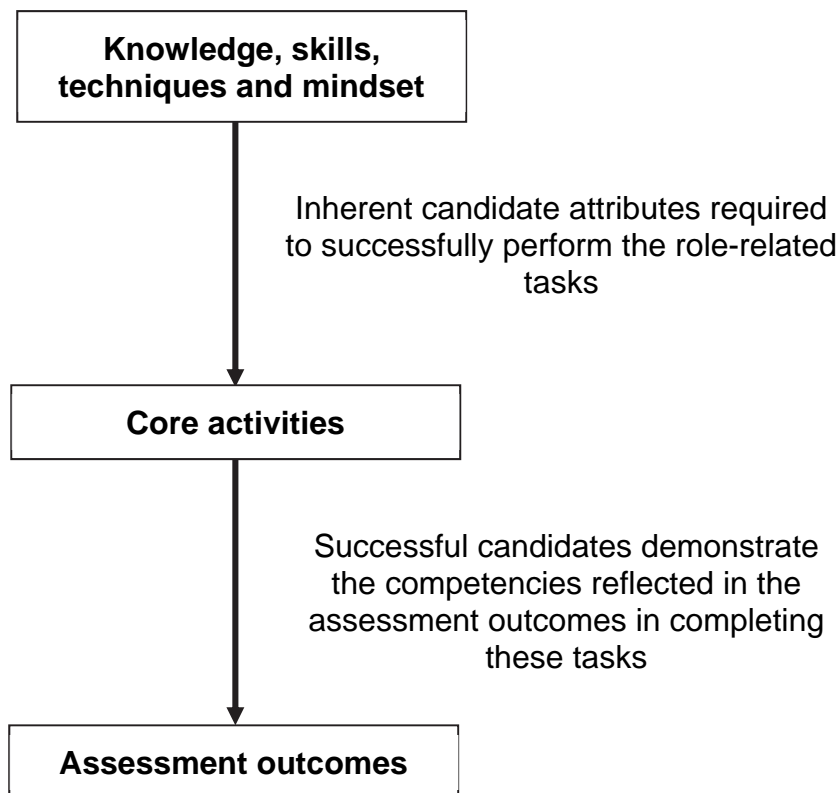 Knowledge, skills,
techniques and mindset
Inherent candidate attributes required
to successfully perform the role-related
tasks
Core activities
Successful candidates demonstrate
the competencies reflected in the
assessment outcomes in completing
these tasks
Assessment outcomes